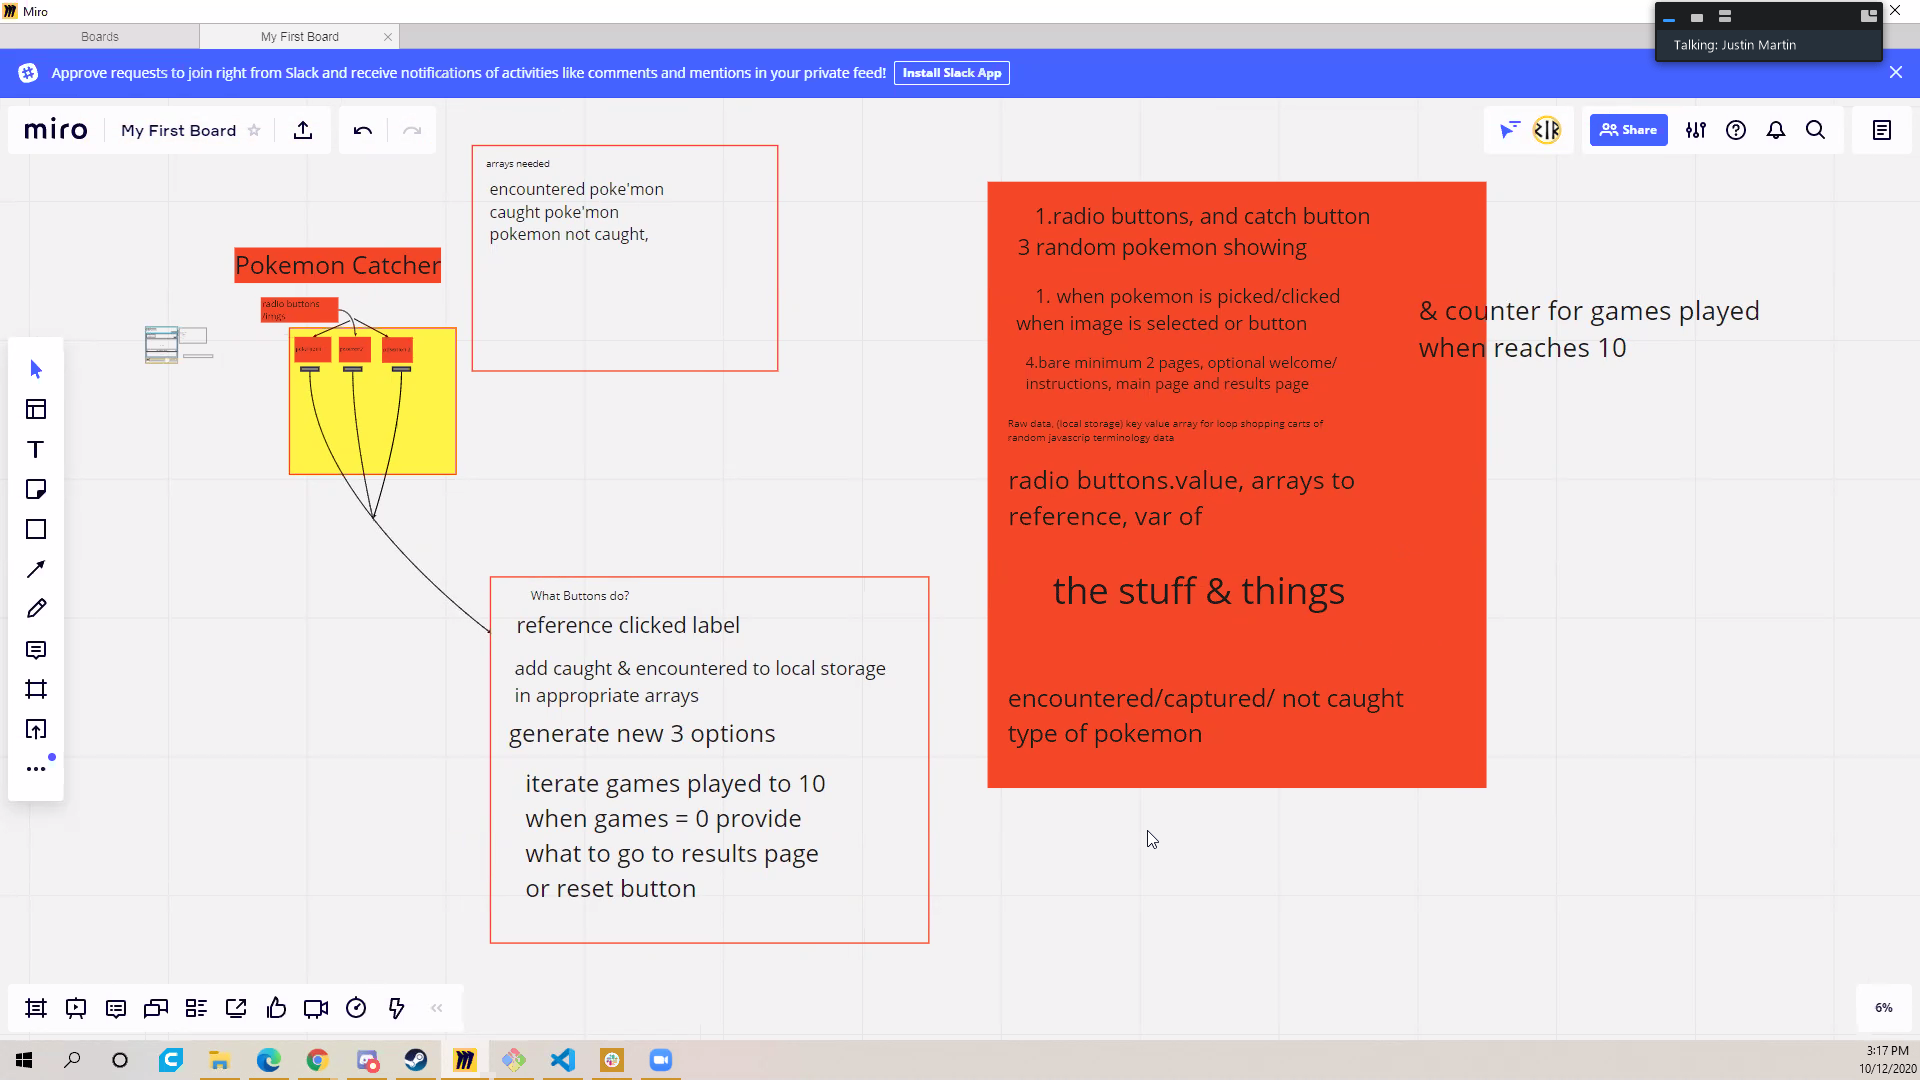 Miro
Talking: Justin Martin
Boards
My First Board
Approve requests to join right from Slack and receive notifications of activities like comments and mentions in your private feed!
Install Slack App
miro
My First Board
Share
arrays needed
encountered poke'mon
caught poke'mon
pokemon not caught,
Pokemon Catcher
radio buttons
/imgs
1.radio buttons, and catch button
3 random pokemon showing
1. when pokemon is picked/clicked
when image is selected or button
4.bare minimum 2 pages, optional welcome/
instructions, main page and results page
Raw data, (local storage) key value array for loop shopping carts of
random javascrip terminology data
radio buttons.value, arrays to
reference, var of
the stuff & things
encountered/captured/ not caught
type of pokemon
& counter for games played
when reaches 10
What Buttons do?
reference clicked label
add caught & encountered to local storage
in appropriate arrays
generate new 3 options
iterate games played to 10
when games = 0 provide
what to go to results page
or reset button
6%
3:17 PM
10/12/2020